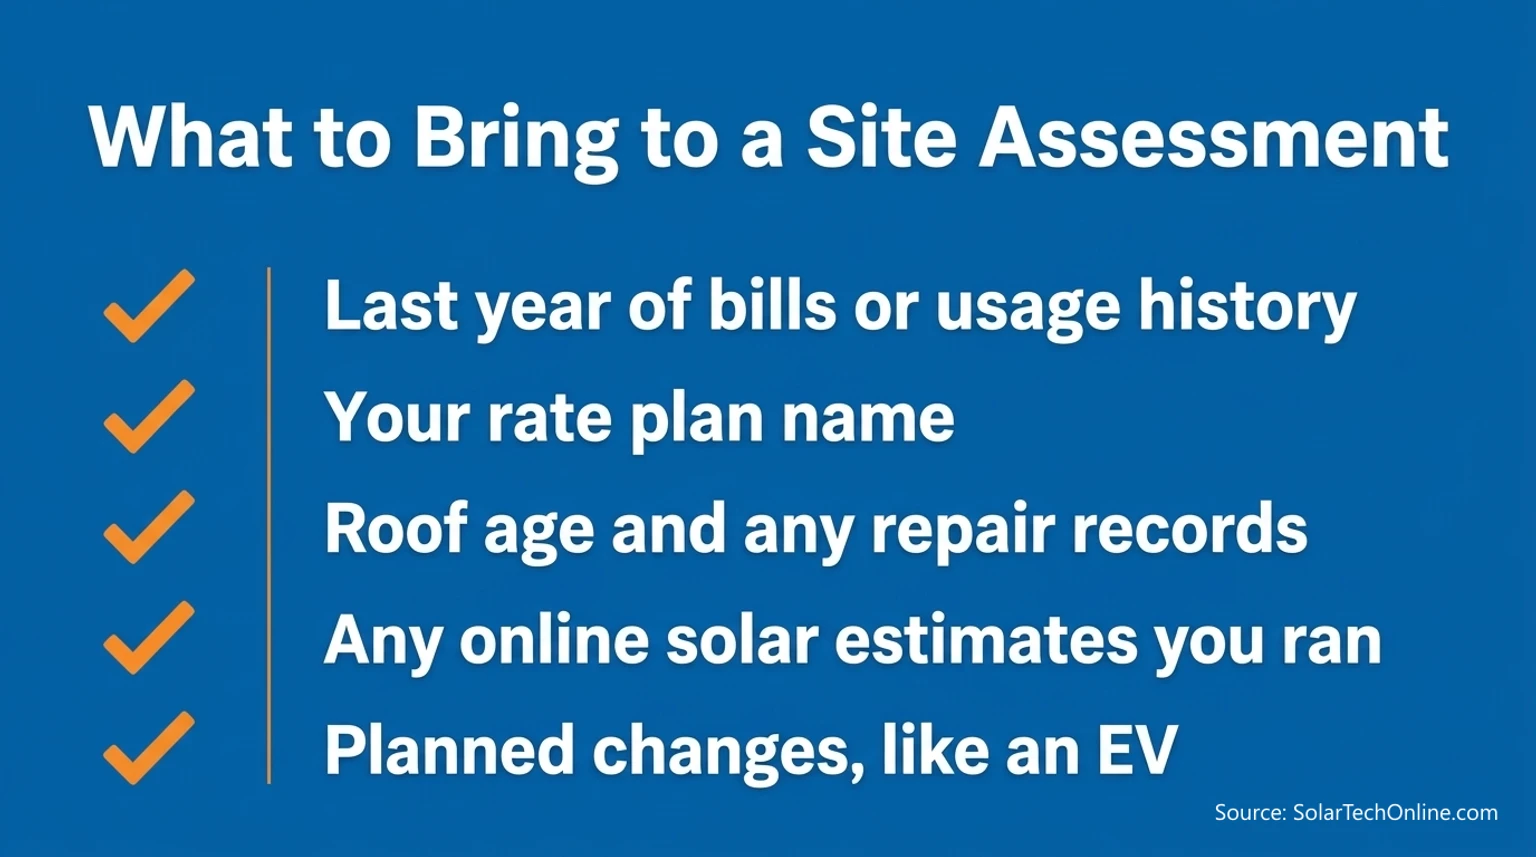 What to Bring to a Site Assessment
Last year of bills or usage history
Your rate plan name
Roof age and any repair records
Any online solar estimates you ran
Planned changes, like an EV
Source: SolarTechOnline.com